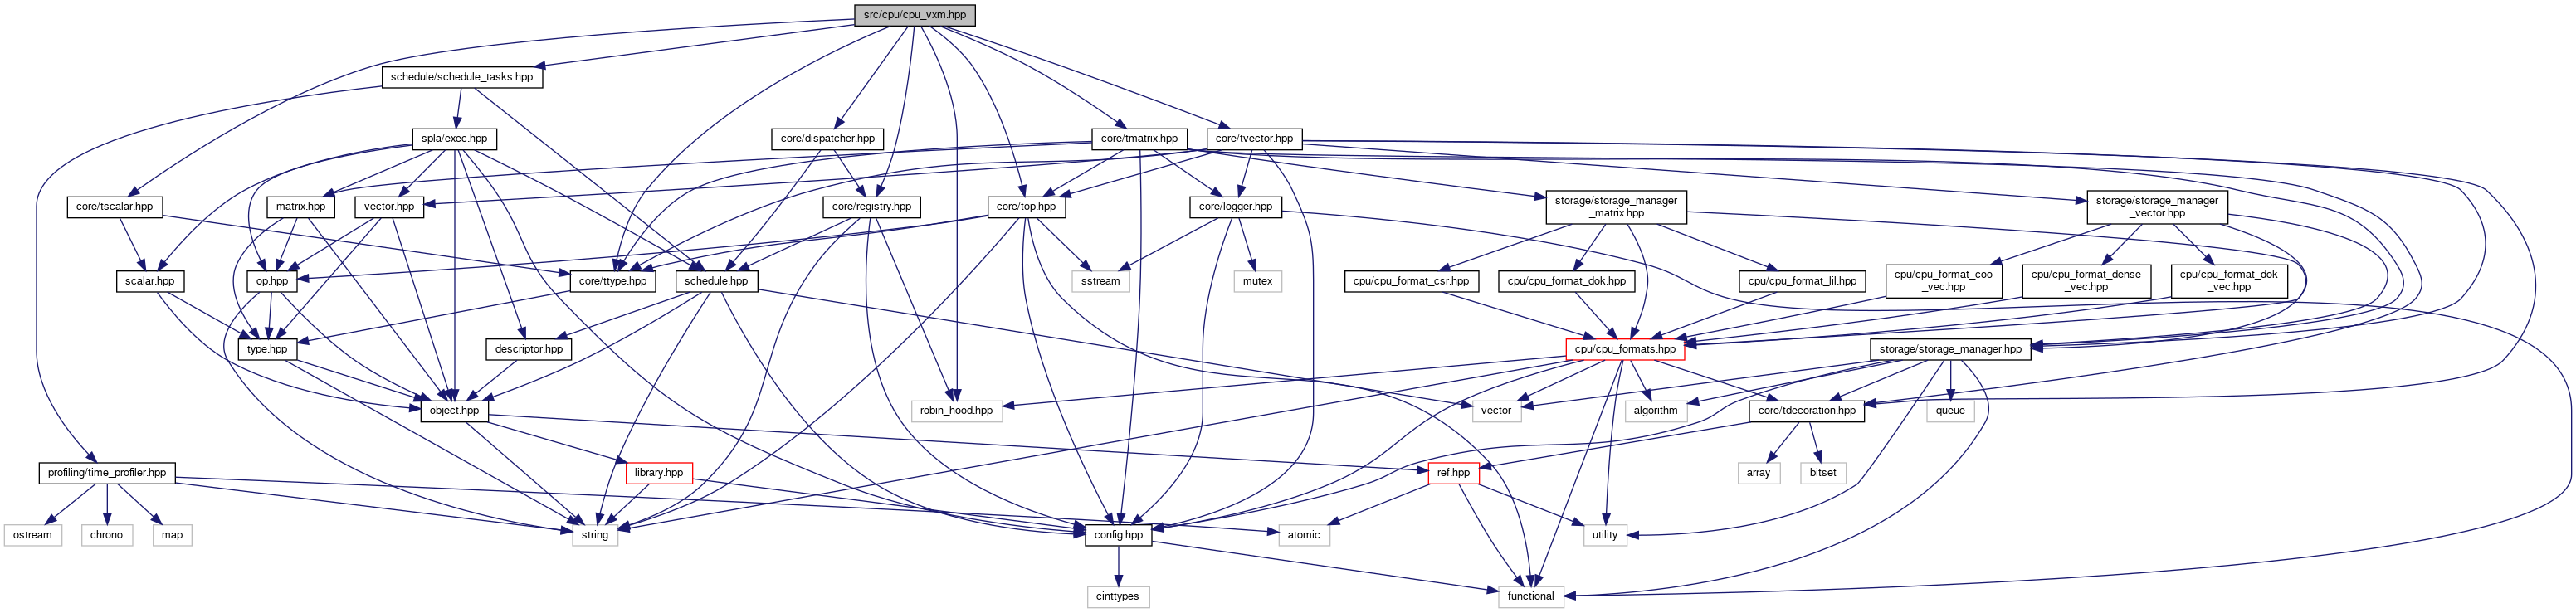 src/cpu/cpu_vxm.hpp
schedule/schedule_tasks.hpp
spla/exec.hpp
core/dispatcher.hpp
core/tmatrix.hpp
core/tvector.hpp
core/tscalar.hpp
matrix.hpp
vector.hpp
core/registry.hpp
core/top.hpp
core/logger.hpp
storage/storage_manager
_matrix.hpp
storage/storage_manager
_vector.hpp
scalar.hpp
op.hpp
core/ttype.hpp
schedule.hpp
sstream
mutex
cpu/cpu_format_csr.hpp
cpu/cpu_format_dok.hpp
cpu/cpu_format_lil.hpp
cpu/cpu_format_coo
_vec.hpp
cpu/cpu_format_dense
_vec.hpp
cpu/cpu_format_dok
_vec.hpp
type.hpp
descriptor.hpp
cpu/cpu_formats.hpp
storage/storage_manager.hpp
object.hpp
robin_hood.hpp
vector
algorithm
core/tdecoration.hpp
queue
profiling/time_profiler.hpp
library.hpp
ref.hpp
array
bitset
ostream
chrono
map
string
config.hpp
atomic
utility
cinttypes
functional